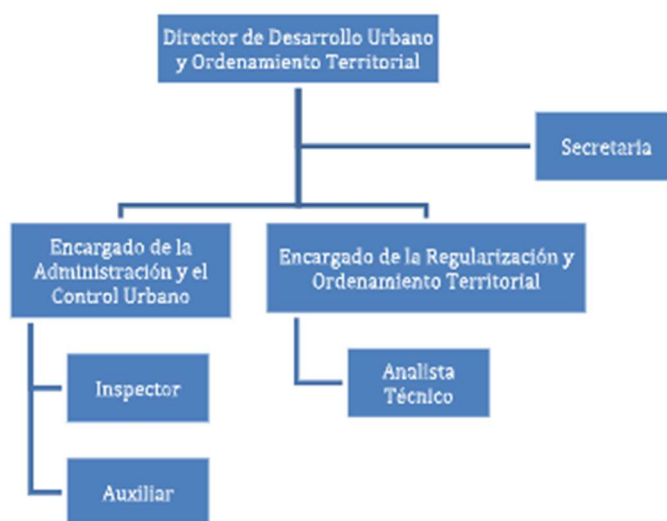 Director de Desarrollo Urbano
y Ordenamiento Territorial
Secretaria
Encargado de la
Administración y el
Control Urbano
Encargado de la Regularización y
Ordenamiento Territorial
Inspector
Analista
Técnico
Auxiliar